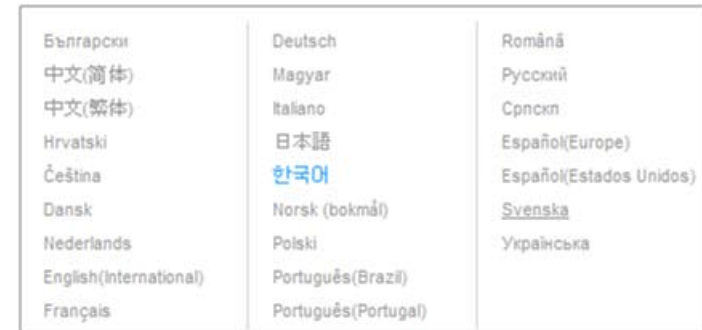 Български
中文(简体)
中文(繁体)
Hrvatski
Čeština
Dansk
Nederlands
English(International)
Français
Deutsch
Magyar
Italiano
日本語
한국어
Norsk (bokmål)
Polski
Português(Brazil)
Português(Portugal)
Română
Русский
Српски
Español(Europe)
Español(Estados Unidos)
Svenska
Українська